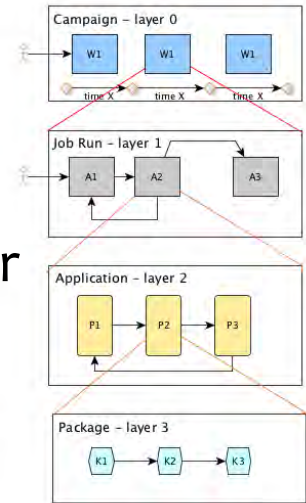 Campaign – layer 0
W1 W1 W1
time X time X time X
Job Run – layer 1
A1 A2 A3
r
Application – layer 2
P1 P2 P3
Package – layer 3
K1 K2 K3